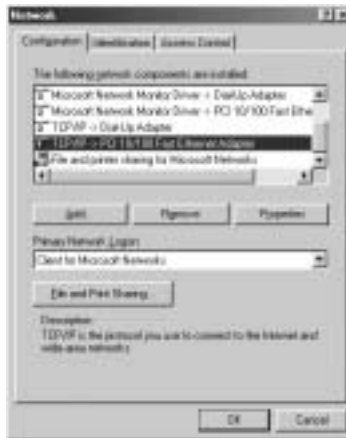 Network
Configuration Identification Access Control
The following network components are installed:
Microsoft Network Monitor Driver -> Dial-Up Adapter
Microsoft Network Monitor Driver -> PCI 10/100 Fast Ethe
TCP/IP -> Dial-Up Adapter
TCP/IP -> PCI 10/100 Fast Ethernet Adapter
File and printer sharing for Microsoft Networks
Add... Remove Properties
Primary Network Logon:
Client for Microsoft Networks
File and Print Sharing...
Description
TCP/IP is the protocol you use to connect to the Internet and
wide-area networks.
OK Cancel